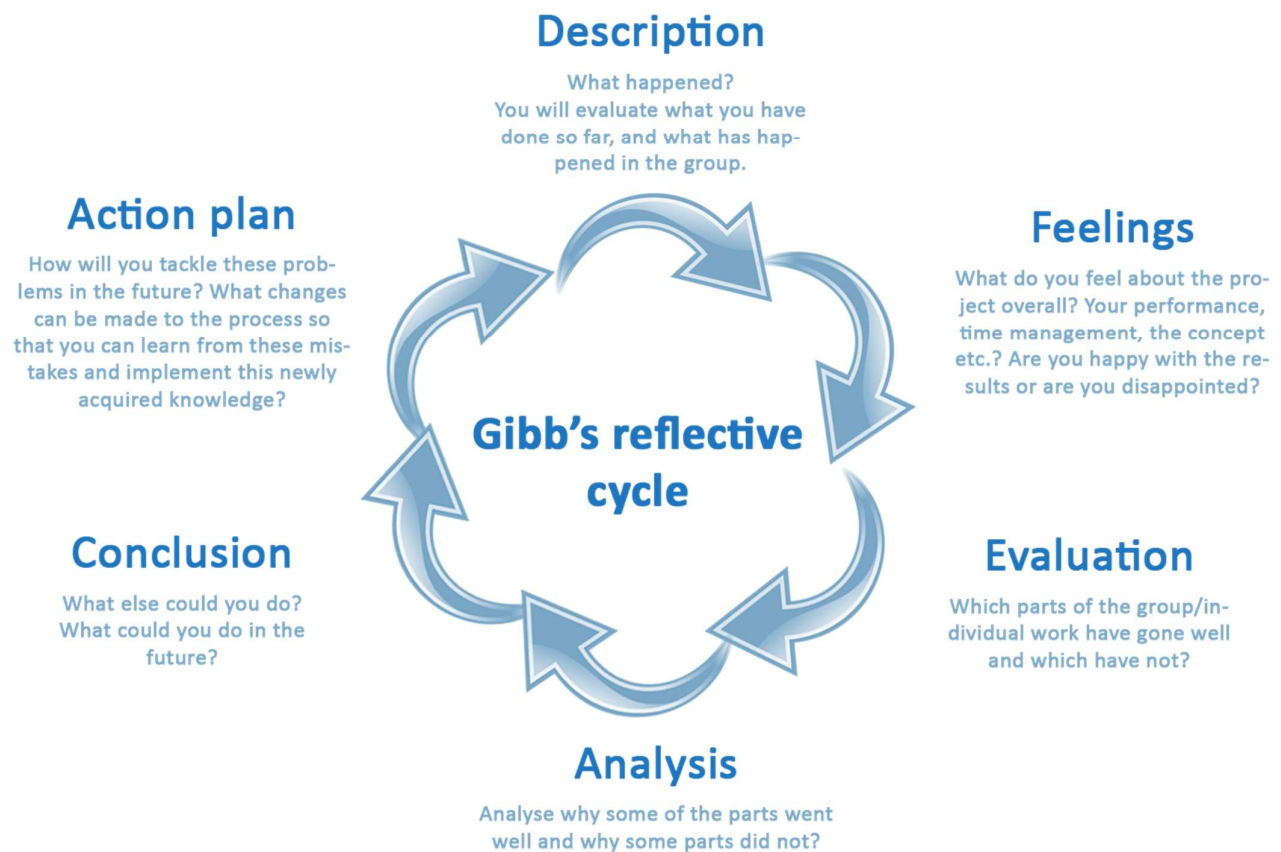 Description
What happened?
You will evaluate what you have
done so far, and what has hap-
pened in the group.
Feelings
What do you feel about the pro-
ject overall? Your performance,
time management, the concept
etc.? Are you happy with the re-
sults or are you disappointed?
Evaluation
Which parts of the group/in-
dividual work have gone well
and which have not?
Analysis
Analyse why some of the parts went
well and why some parts did not?
Conclusion
What else could you do?
What could you do in the
future?
Action plan
How will you tackle these prob-
lems in the future? What changes
can be made to the process so
that you can learn from these mis-
takes and implement this newly
acquired knowledge?
Gibb's reflective
cycle